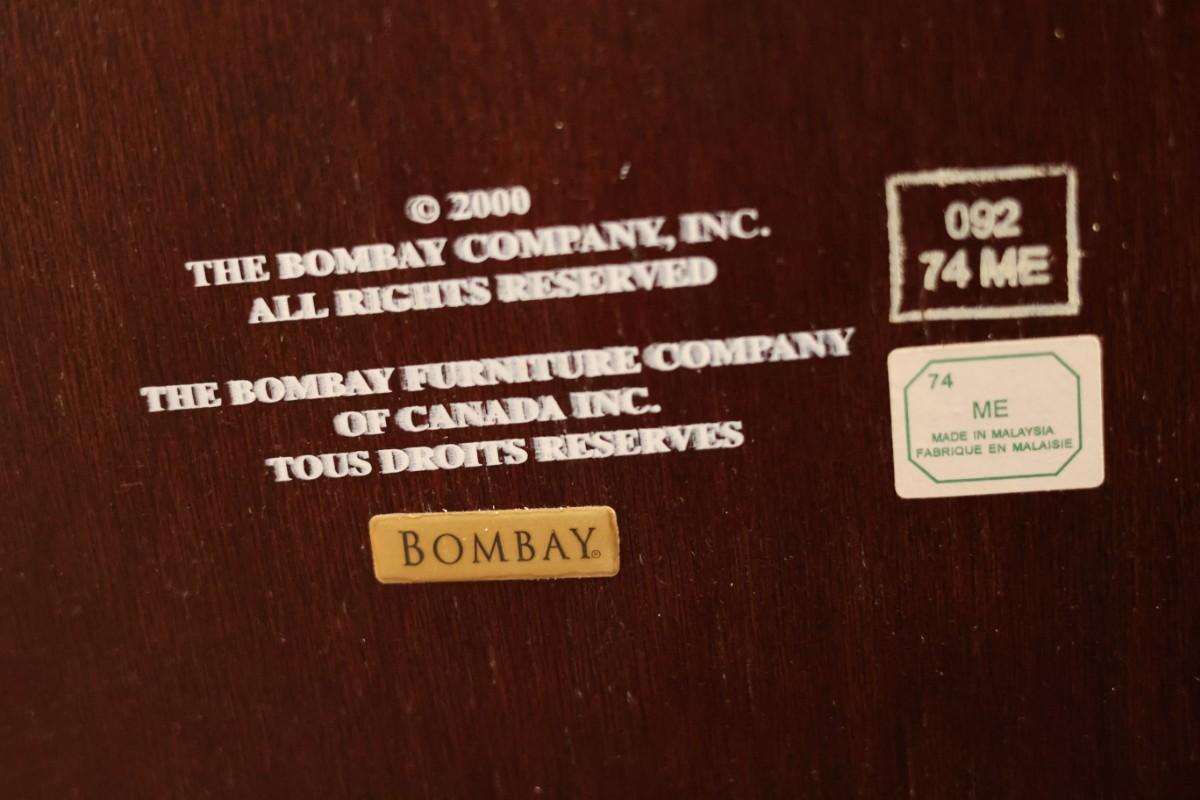 © 2000
THE BOMBAY COMPANY, INC.
ALL RIGHTS RESERVED
THE BOMBAY FURNITURE COMPANY
OF CANADA INC.
TOUS DROITS RESERVES
BOMBAY®
092
74 ME
74
ME
MADE IN MALAYSIA
FABRIQUE EN MALAISIE